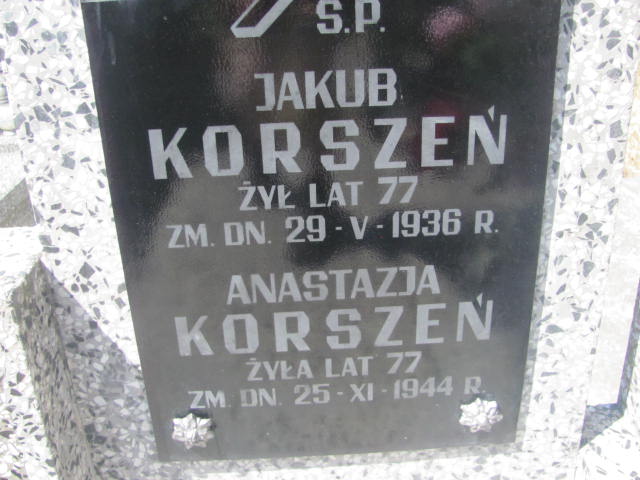 Ś.P.
JAKUB
KORSZEŃ
ŻYŁ LAT 77
ZM. DN. 29-V-1936 R.
ANASTAZJA
KORSZEŃ
ŻYŁA LAT 77
ZM. DN. 25-XI-1944 R.